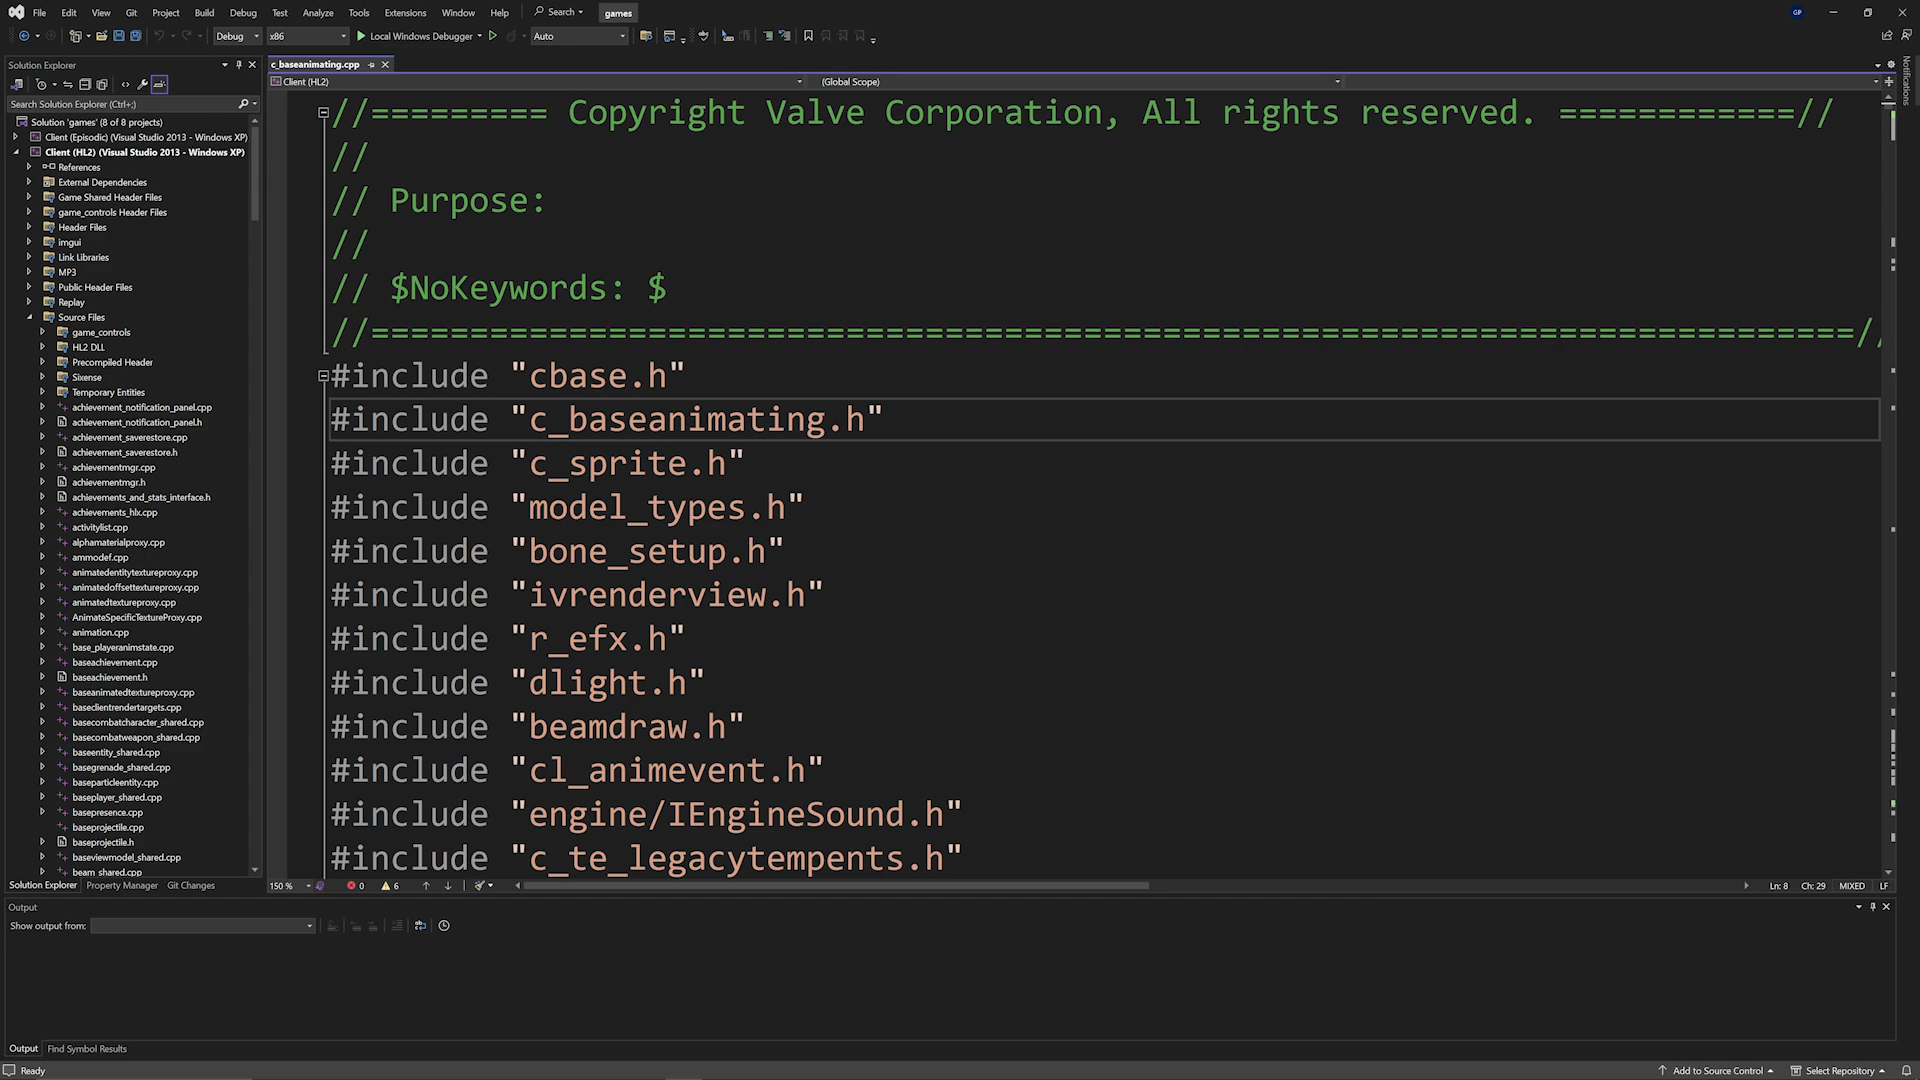 File Edit View Git Project Build Debug Test Analyze Tools Extensions Window Help Search games GP
Debug x86 Local Windows Debugger Auto
Solution Explorer
Search Solution Explorer (Ctrl+;)
Solution 'games' (8 of 8 projects)
Client (Episodic) (Visual Studio 2013 - Windows XP)
Client (HL2) (Visual Studio 2013 - Windows XP)
References
External Dependencies
Game Shared Header Files
game_controls Header Files
Header Files
imgui
Link Libraries
MP3
Public Header Files
Replay
Source Files
game_controls
HL2 DLL
Precompiled Header
Sixense
Temporary Entities
achievement_notification_panel.cpp
achievement_notification_panel.h
achievement_saverestore.cpp
achievement_saverestore.h
achievementmgr.cpp
achievementmgr.h
achievements_and_stats_interface.h
achievements_hlx.cpp
activitylist.cpp
alphamaterialproxy.cpp
ammodef.cpp
animatedentitytextureproxy.cpp
animatedoffsettextureproxy.cpp
animatedtextureproxy.cpp
AnimateSpecificTextureProxy.cpp
animation.cpp
base_playeranimstate.cpp
baseachievement.cpp
baseachievement.h
baseanimatedtextureproxy.cpp
baseclientrendertargets.cpp
basecombatcharacter_shared.cpp
basecombatweapon_shared.cpp
baseentity_shared.cpp
basegrenade_shared.cpp
baseparticleentity.cpp
baseplayer_shared.cpp
basepresence.cpp
baseprojectile.cpp
baseprojectile.h
baseviewmodel_shared.cpp
beam_shared.cpp
Solution Explorer Property Manager Git Changes
c_baseanimating.cpp
Client (HL2) (Global Scope)
//========= Copyright Valve Corporation, All rights reserved. ============//
//
// Purpose:
//
// $NoKeywords: $
//===========================================================================//
#include "cbase.h"
#include "c_baseanimating.h"
#include "c_sprite.h"
#include "model_types.h"
#include "bone_setup.h"
#include "ivrenderview.h"
#include "r_efx.h"
#include "dlight.h"
#include "beamdraw.h"
#include "cl_animevent.h"
#include "engine/IEngineSound.h"
#include "c_te_legacytempents.h"
150 % 0 6 Ln: 8 Ch: 29 MIXED LF
Notifications
Output
Show output from:
Output Find Symbol Results
Ready Add to Source Control Select Repository